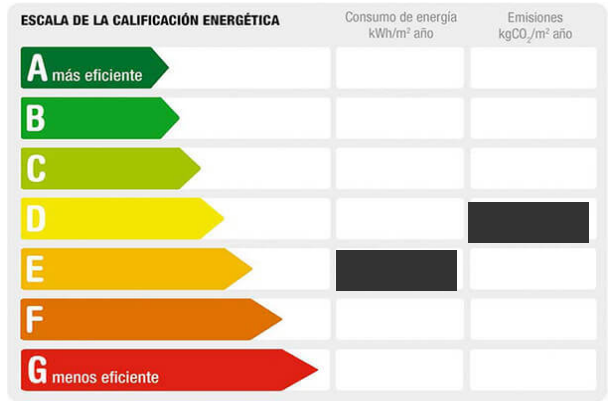 ESCALA DE LA CALIFICACIÓN ENERGÉTICA
Consumo de energía
kWh/m² año
Emisiones
kgCO₂/m² año
A más eficiente
B
C
D
E
F
G menos eficiente